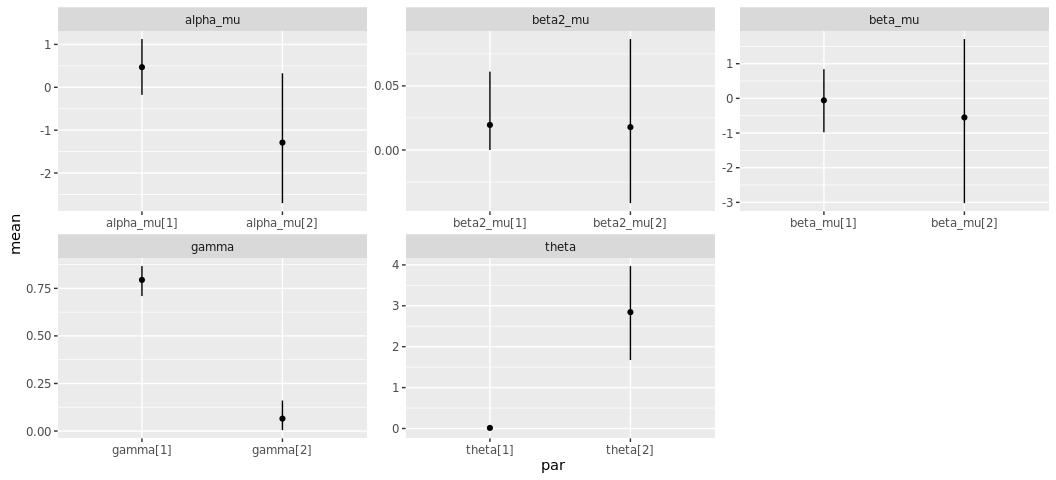 alpha_mu
beta2_mu
beta_mu
1
0
-1
-2
0.05
0.00
1
0
-1
-2
-3
alpha_mu[1]
alpha_mu[2]
beta2_mu[1]
beta2_mu[2]
beta_mu[1]
beta_mu[2]
mean
gamma
theta
0.75
0.50
0.25
0.00
4
3
2
1
0
gamma[1]
gamma[2]
theta[1]
theta[2]
par